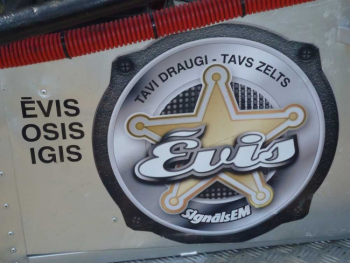 ĒVIS
OSIS
IGIS
TAVI DRAUGI - TAVS ZELTS
Ēvis
SignālsEM